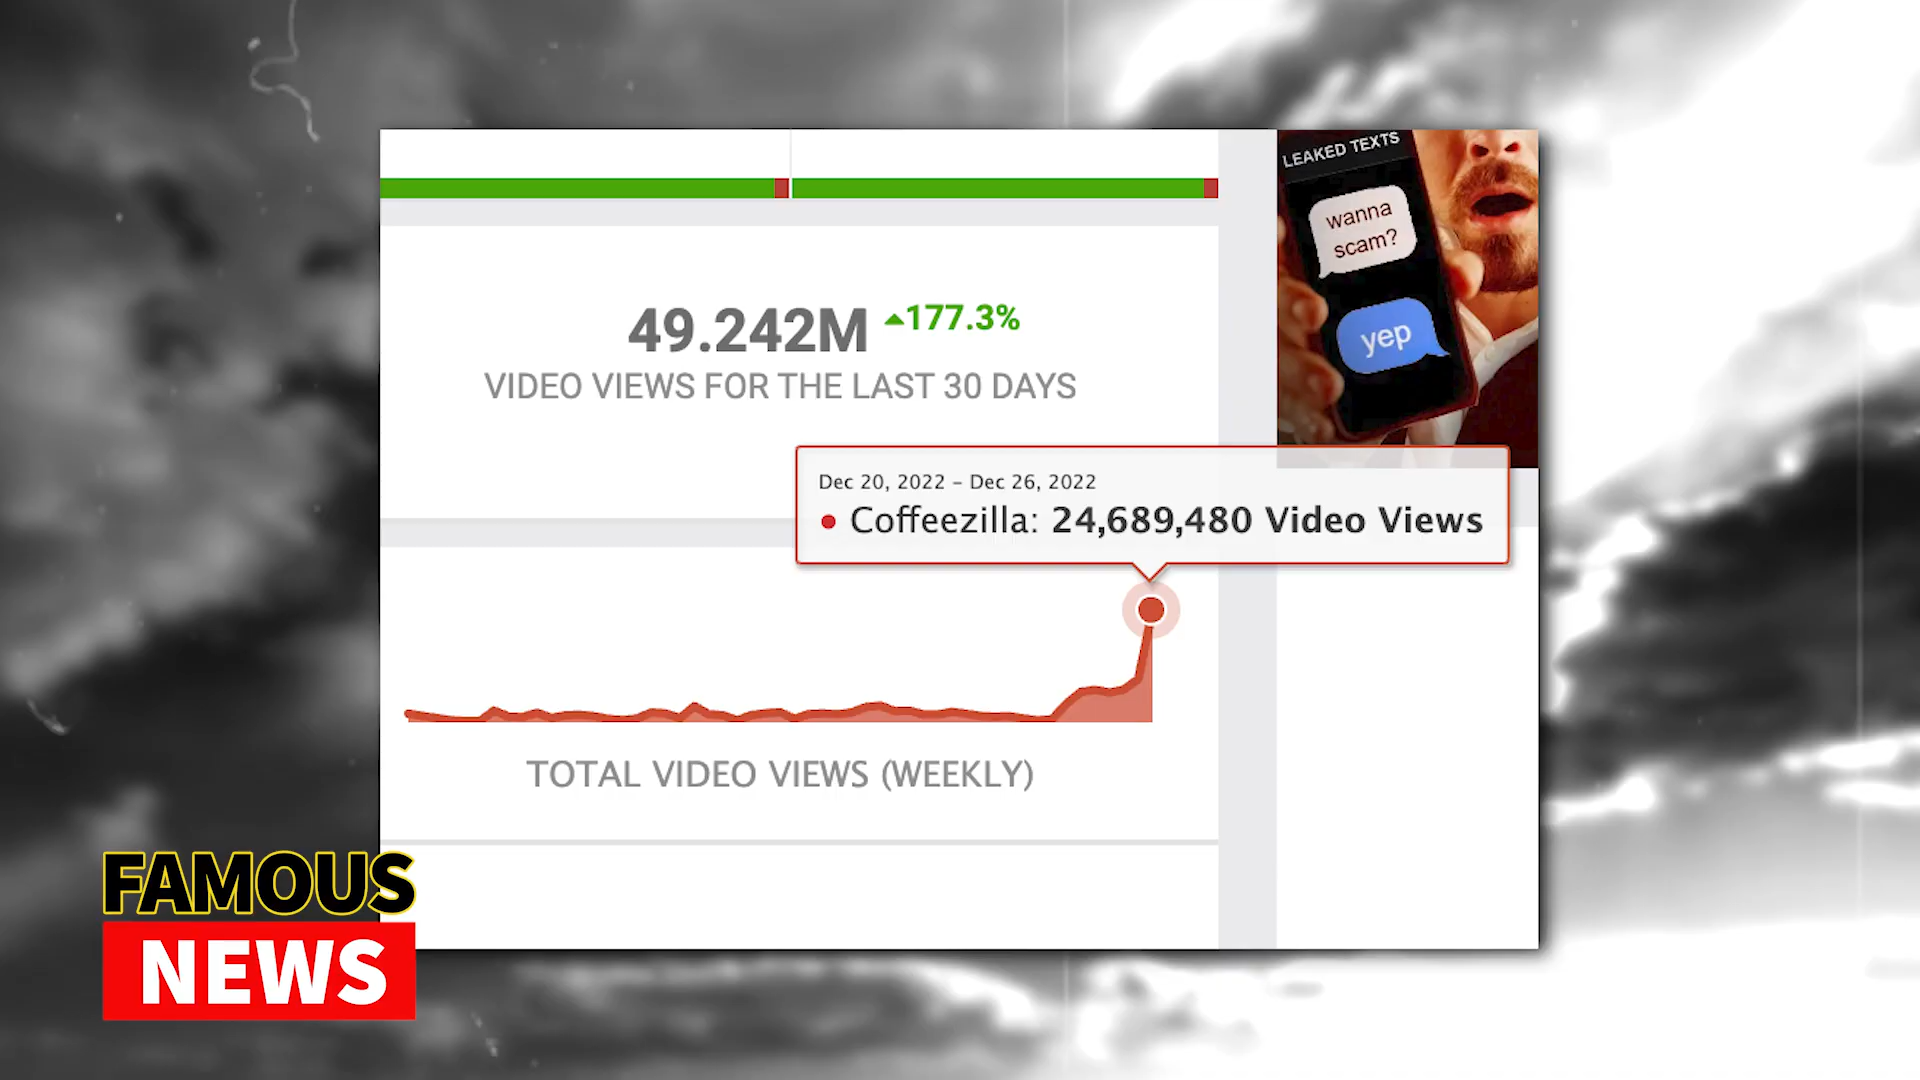 LEAKED TEXTS
wanna
scam?
yep
49.242M ▲177.3%
VIDEO VIEWS FOR THE LAST 30 DAYS
Dec 20, 2022 – Dec 26, 2022
● Coffeezilla: 24,689,480 Video Views
TOTAL VIDEO VIEWS (WEEKLY)
FAMOUS
NEWS